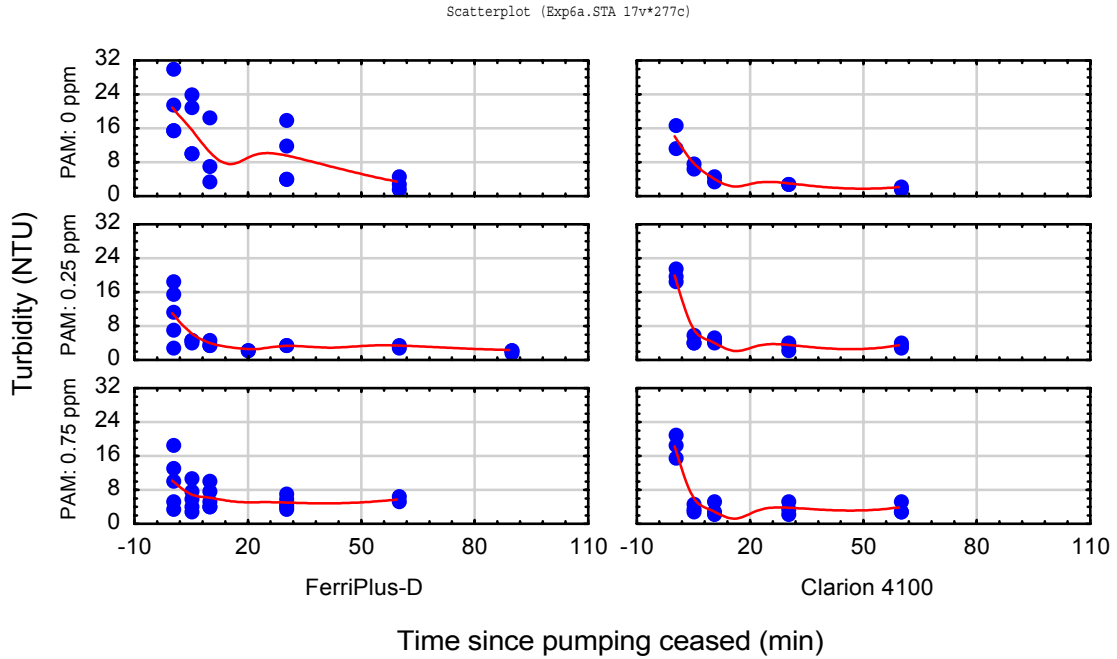 Scatterplot (Exp6a.STA 17v*277c)
Turbidity (NTU)
PAM: 0 ppm
32
24
16
8
0
PAM: 0.25 ppm
32
24
16
8
0
PAM: 0.75 ppm
32
24
16
8
0
-10 20 50 80 110
-10 20 50 80 110
FerriPlus-D
Clarion 4100
Time since pumping ceased (min)